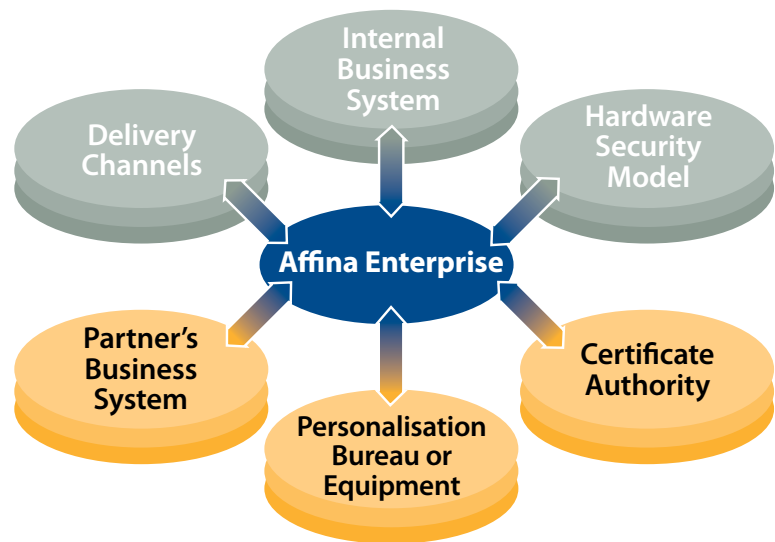 Internal
Business
System
Delivery
Channels
Hardware
Security
Model
Affina Enterprise
Partner’s
Business
System
Certificate
Authority
Personalisation
Bureau or
Equipment